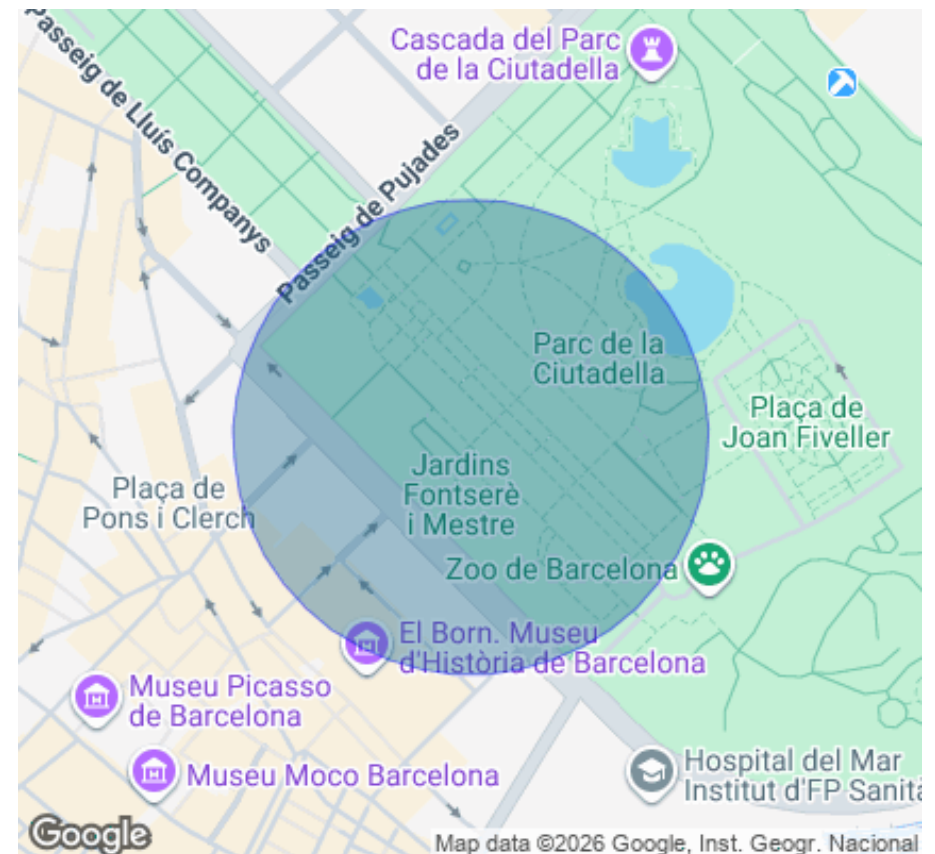 Passeig de Lluís Companys
Cascada del Parc
de la Ciutadella
Passeig de Pujades
Parc de la
Ciutadella
Plaça de
Joan Fiveller
Jardins
Fontserè
i Mestre
Plaça de
Pons i Clerch
Zoo de Barcelona
El Born. Museu
d'Història de Barcelona
Museu Picasso
de Barcelona
Museu Moco Barcelona
Hospital del Mar
Institut d'FP Sanità
Google
Map data ©2026 Google, Inst. Geogr. Nacional